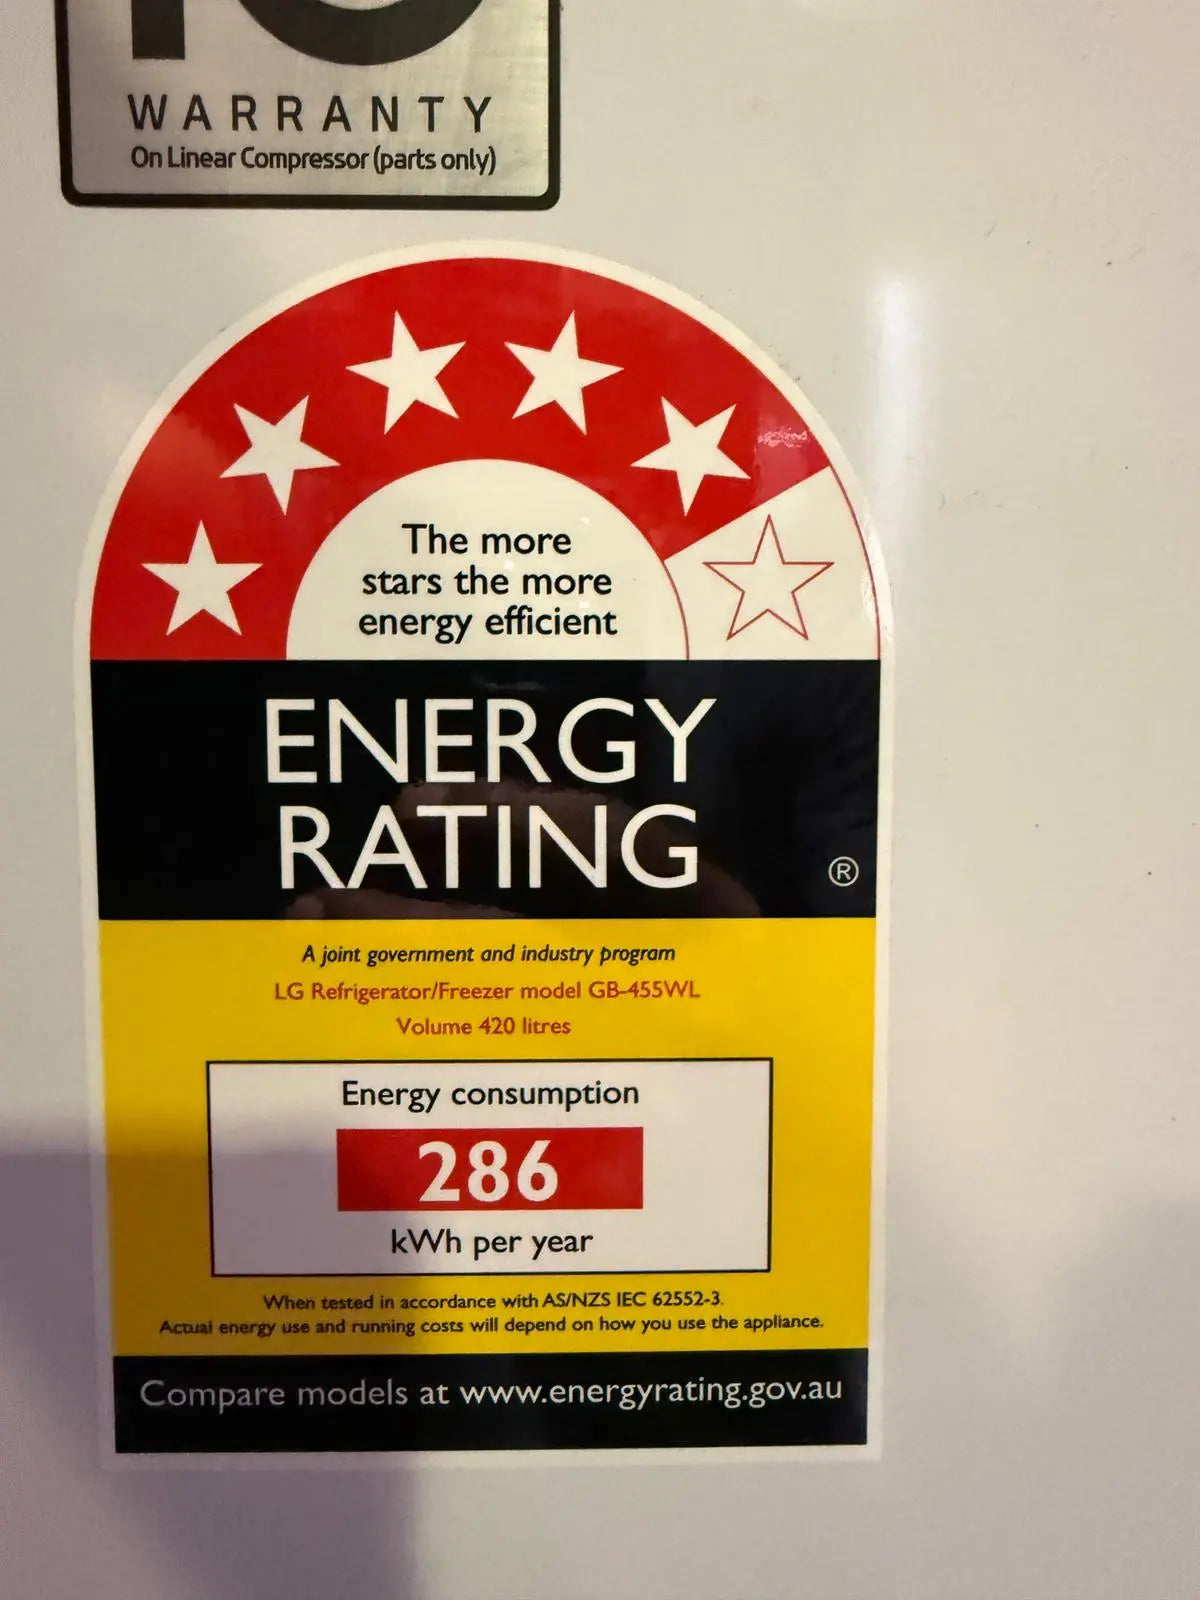 WARRANTY
On Linear Compressor (parts only)
The more
stars the more
energy efficient
ENERGY
RATING
®
A joint government and industry program
LG Refrigerator/Freezer model GB-455WL
Volume 420 litres
Energy consumption
286
kWh per year
When tested in accordance with AS/NZS IEC 62552-3.
Actual energy use and running costs will depend on how you use the appliance.
Compare models at www.energyrating.gov.au